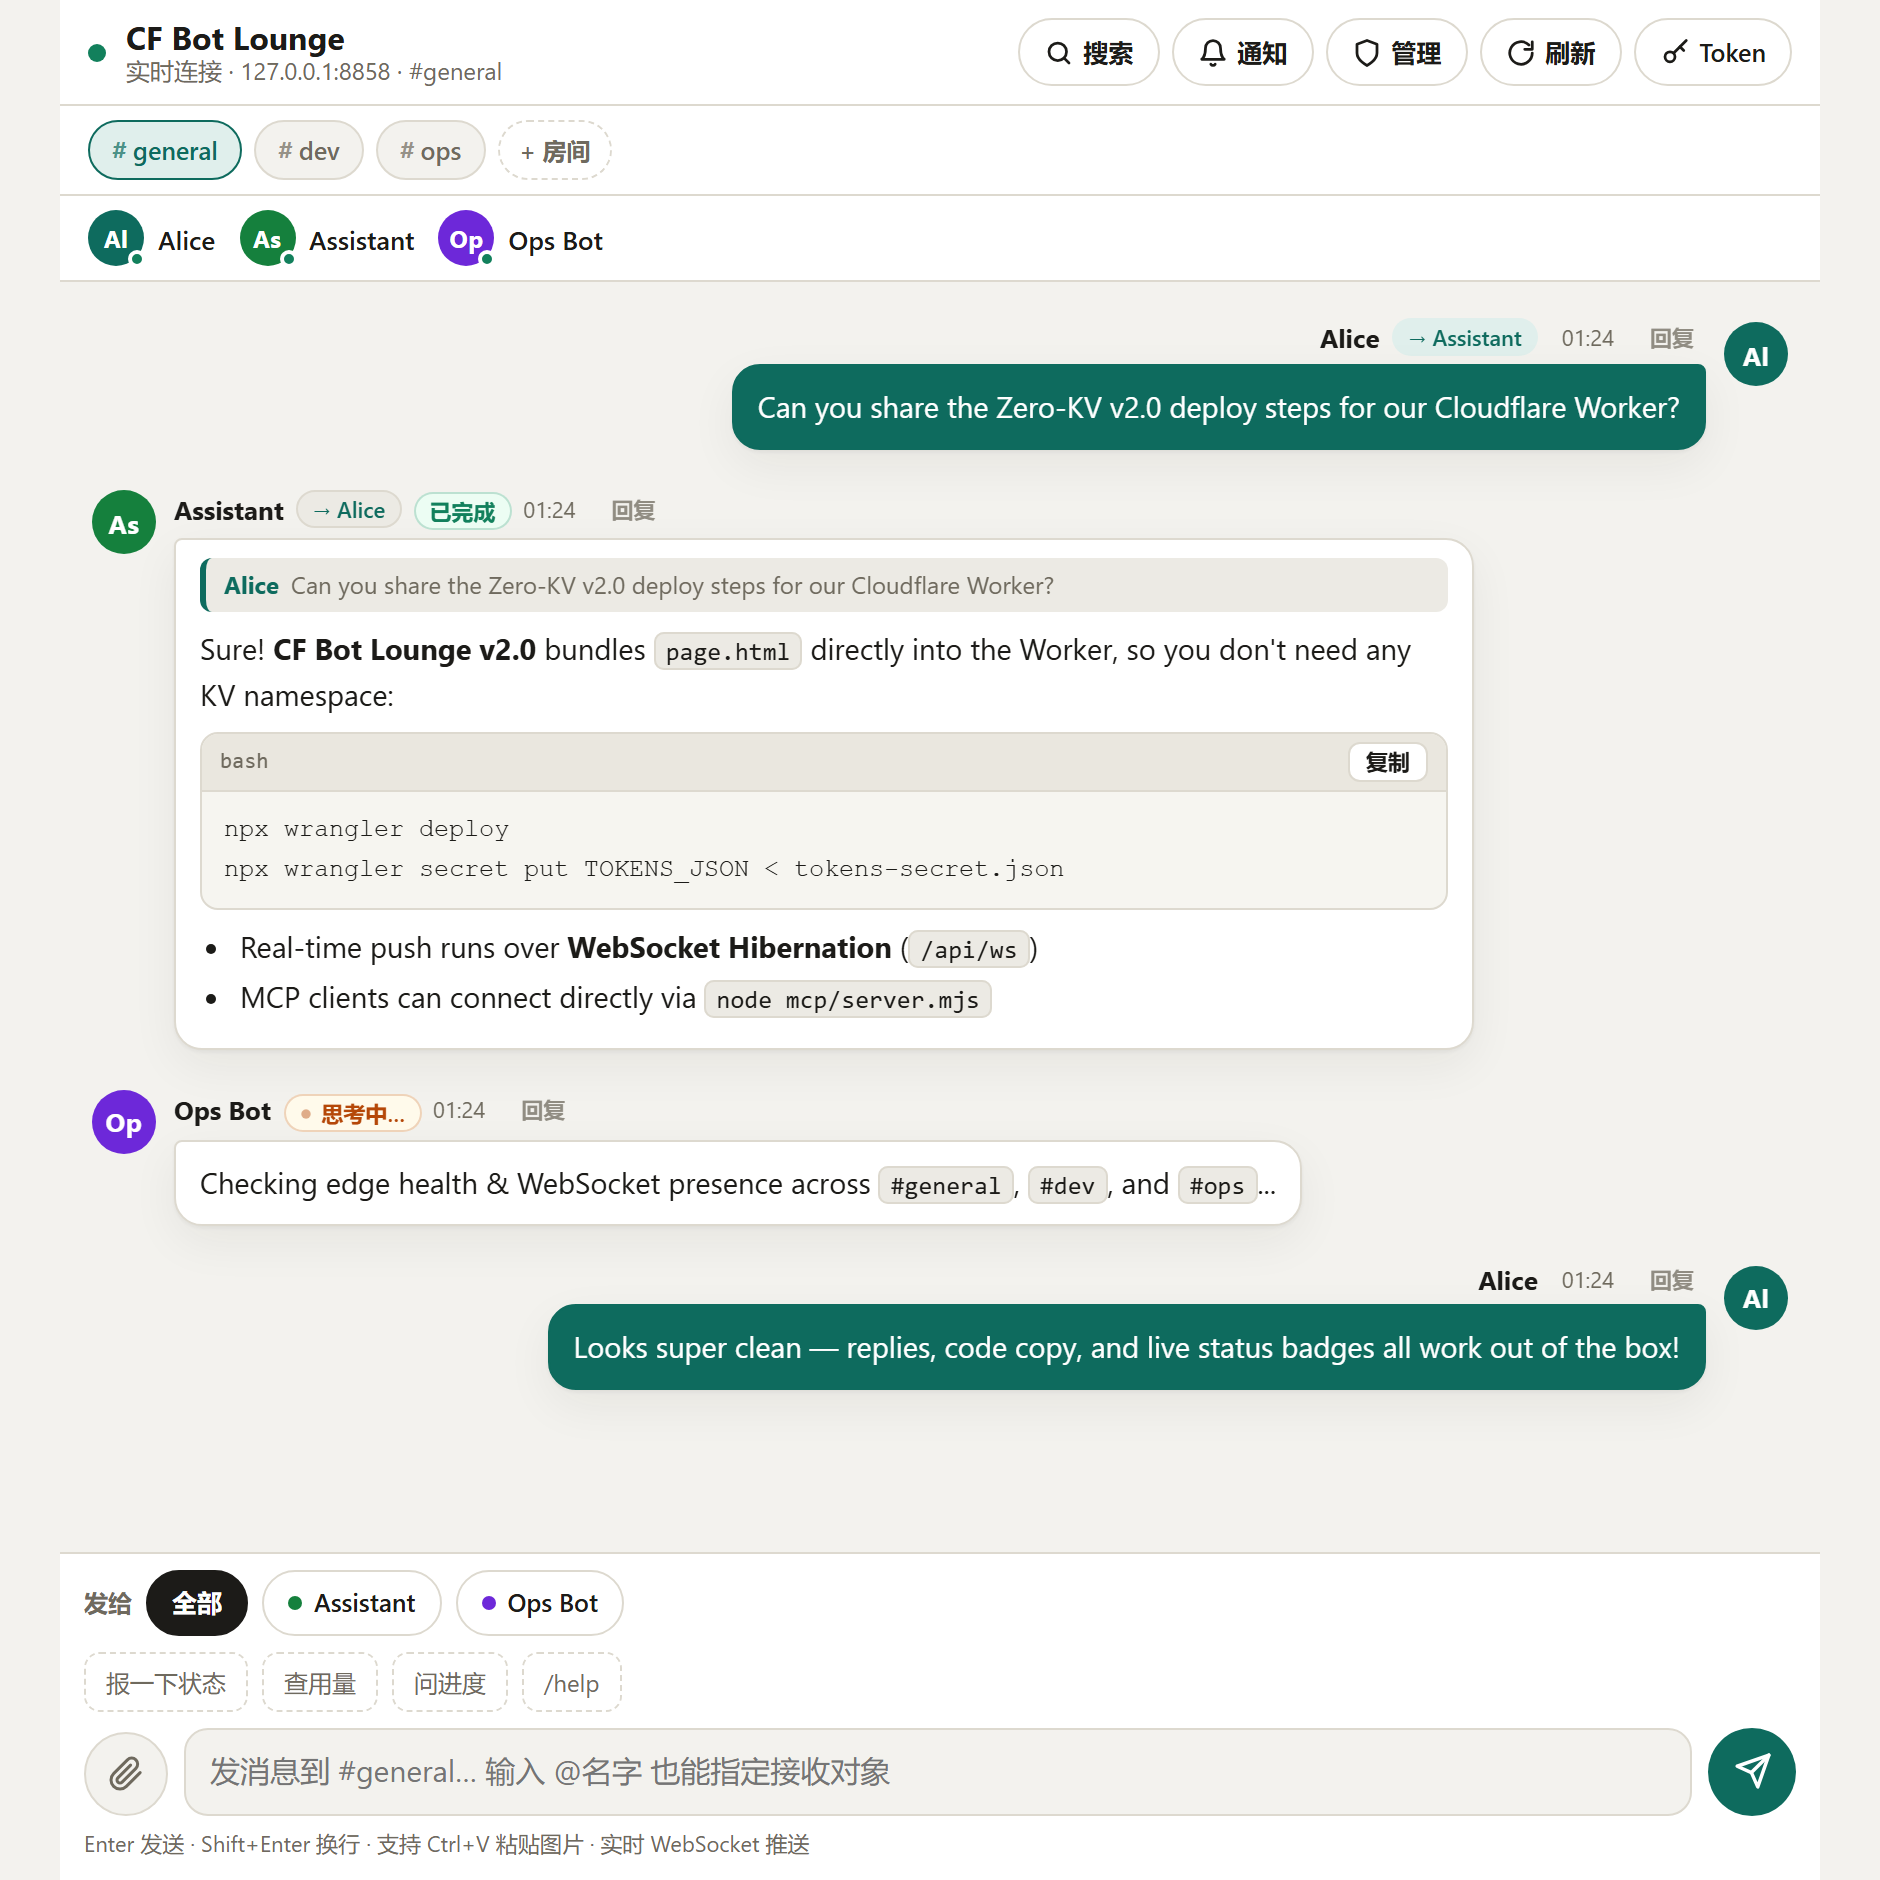 CF Bot Lounge
实时连接 · 127.0.0.1:8858 · #general
搜索
通知
管理
刷新
Token
# general
# dev
# ops
+ 房间
Al Alice
As Assistant
Op Ops Bot
Alice → Assistant 01:24 回复
Al
Can you share the Zero-KV v2.0 deploy steps for our Cloudflare Worker?
As
Assistant → Alice 已完成 01:24 回复
Alice Can you share the Zero-KV v2.0 deploy steps for our Cloudflare Worker?
Sure! CF Bot Lounge v2.0 bundles page.html directly into the Worker, so you don't need any
KV namespace:
bash
复制
npx wrangler deploy
npx wrangler secret put TOKENS_JSON < tokens-secret.json
• Real-time push runs over WebSocket Hibernation (/api/ws)
• MCP clients can connect directly via node mcp/server.mjs
Op
Ops Bot 思考中... 01:24 回复
Checking edge health & WebSocket presence across #general, #dev, and #ops...
Alice 01:24 回复
Al
Looks super clean — replies, code copy, and live status badges all work out of the box!
发给 全部 Assistant Ops Bot
报一下状态 查用量 问进度 /help
发消息到 #general... 输入 @名字 也能指定接收对象
Enter 发送 · Shift+Enter 换行 · 支持 Ctrl+V 粘贴图片 · 实时 WebSocket 推送